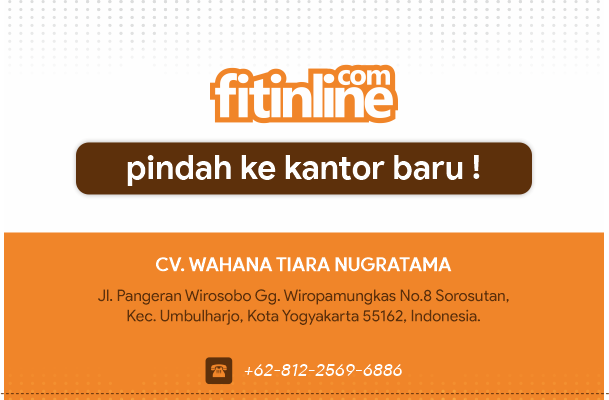 fitinline
com
pindah ke kantor baru !
CV. WAHANA TIARA NUGRATAMA
Jl. Pangeran Wirosobo Gg. Wiropamungkas No.8 Sorosutan,
Kec. Umbulharjo, Kota Yogyakarta 55162, Indonesia.
+62-812-2569-6886